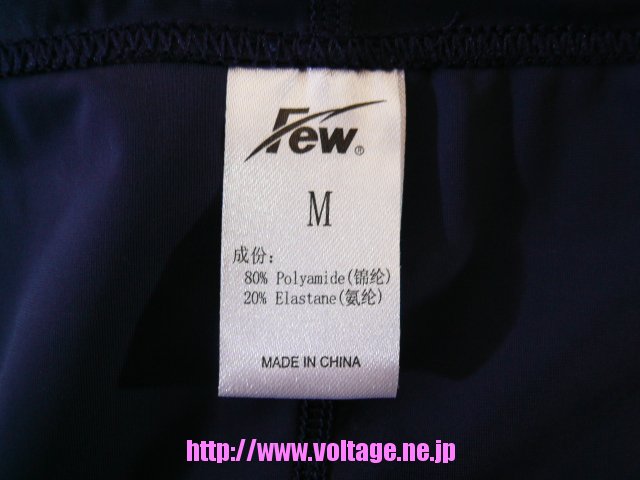 Few®
M
成份:
80% Polyamide(锦纶)
20% Elastane(氨纶)
MADE IN CHINA
http://www.voltage.ne.jp